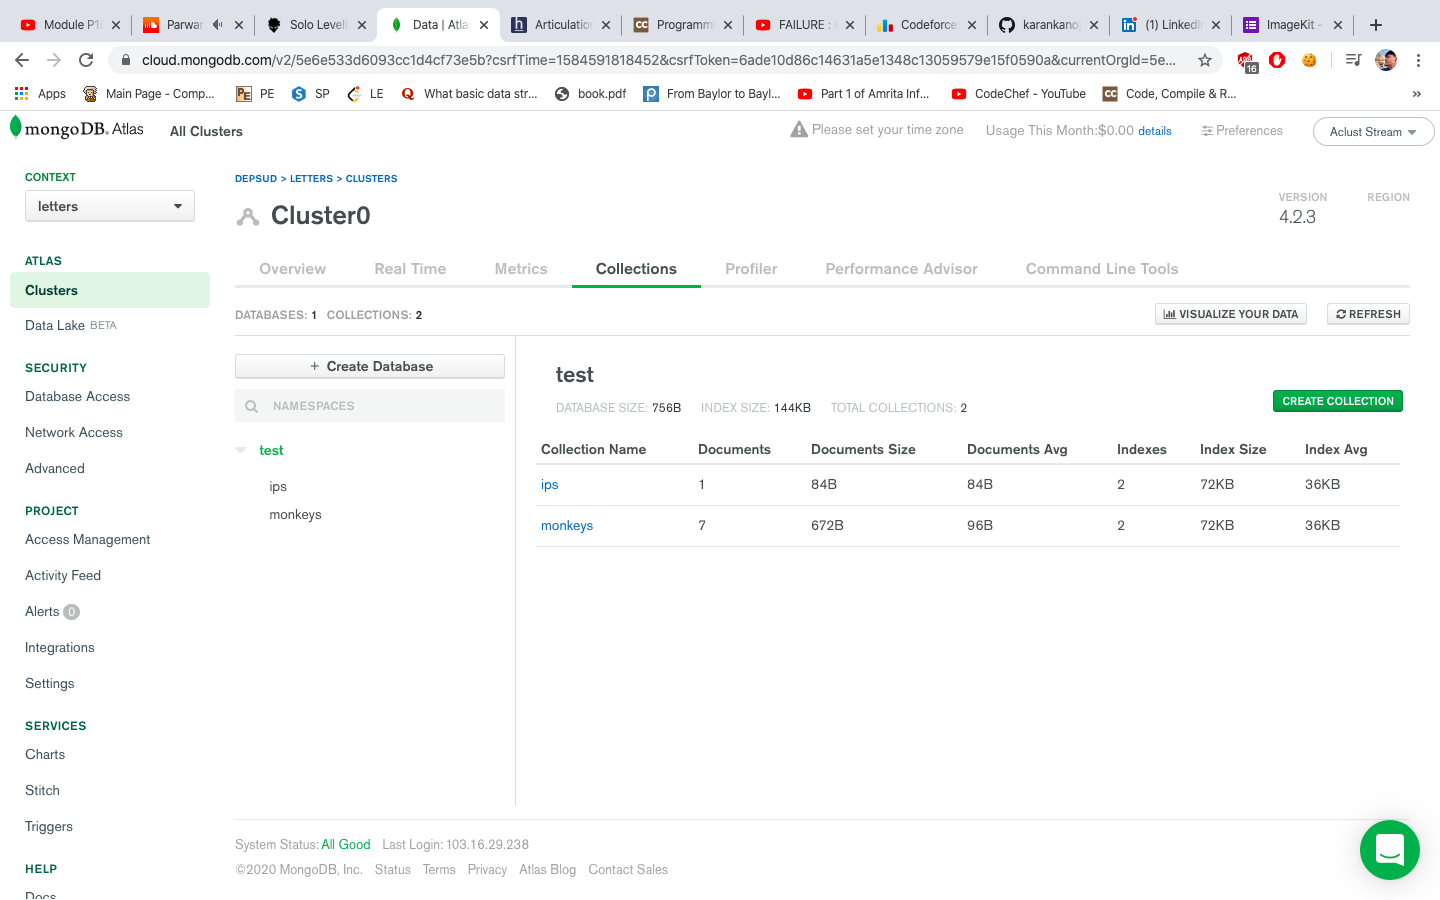 Module P1 Parwar Solo Leveli Data | Atlas Articulation Programm FAILURE : Codeforces karankano (1) LinkedIn ImageKit -
cloud.mongodb.com/v2/5e6e533d6093cc1d4cf73e5b?csrfTime=1584591818452&csrfToken=6ade10d86c14631a5e1348c13059579e15f0590a&currentOrgId=5e...
16
Apps Main Page - Comp... PE SP LE What basic data str... book.pdf From Baylor to Bayl... Part 1 of Amrita Inf... CodeChef - YouTube Code, Compile & R... »
mongoDB. Atlas All Clusters Please set your time zone Usage This Month:$0.00 details Preferences Aclust Stream
CONTEXT
letters
ATLAS
Clusters
Data Lake BETA
SECURITY
Database Access
Network Access
Advanced
PROJECT
Access Management
Activity Feed
Alerts 0
Integrations
Settings
SERVICES
Charts
Stitch
Triggers
HELP
Docs
DEPSUD > LETTERS > CLUSTERS
Cluster0
VERSION REGION
4.2.3
Overview Real Time Metrics Collections Profiler Performance Advisor Command Line Tools
DATABASES: 1 COLLECTIONS: 2
VISUALIZE YOUR DATA REFRESH
+ Create Database
NAMESPACES
test
ips
monkeys
test
DATABASE SIZE: 756B INDEX SIZE: 144KB TOTAL COLLECTIONS: 2
CREATE COLLECTION
Collection Name Documents Documents Size Documents Avg Indexes Index Size Index Avg
ips 1 84B 84B 2 72KB 36KB
monkeys 7 672B 96B 2 72KB 36KB
System Status: All Good Last Login: 103.16.29.238
©2020 MongoDB, Inc. Status Terms Privacy Atlas Blog Contact Sales